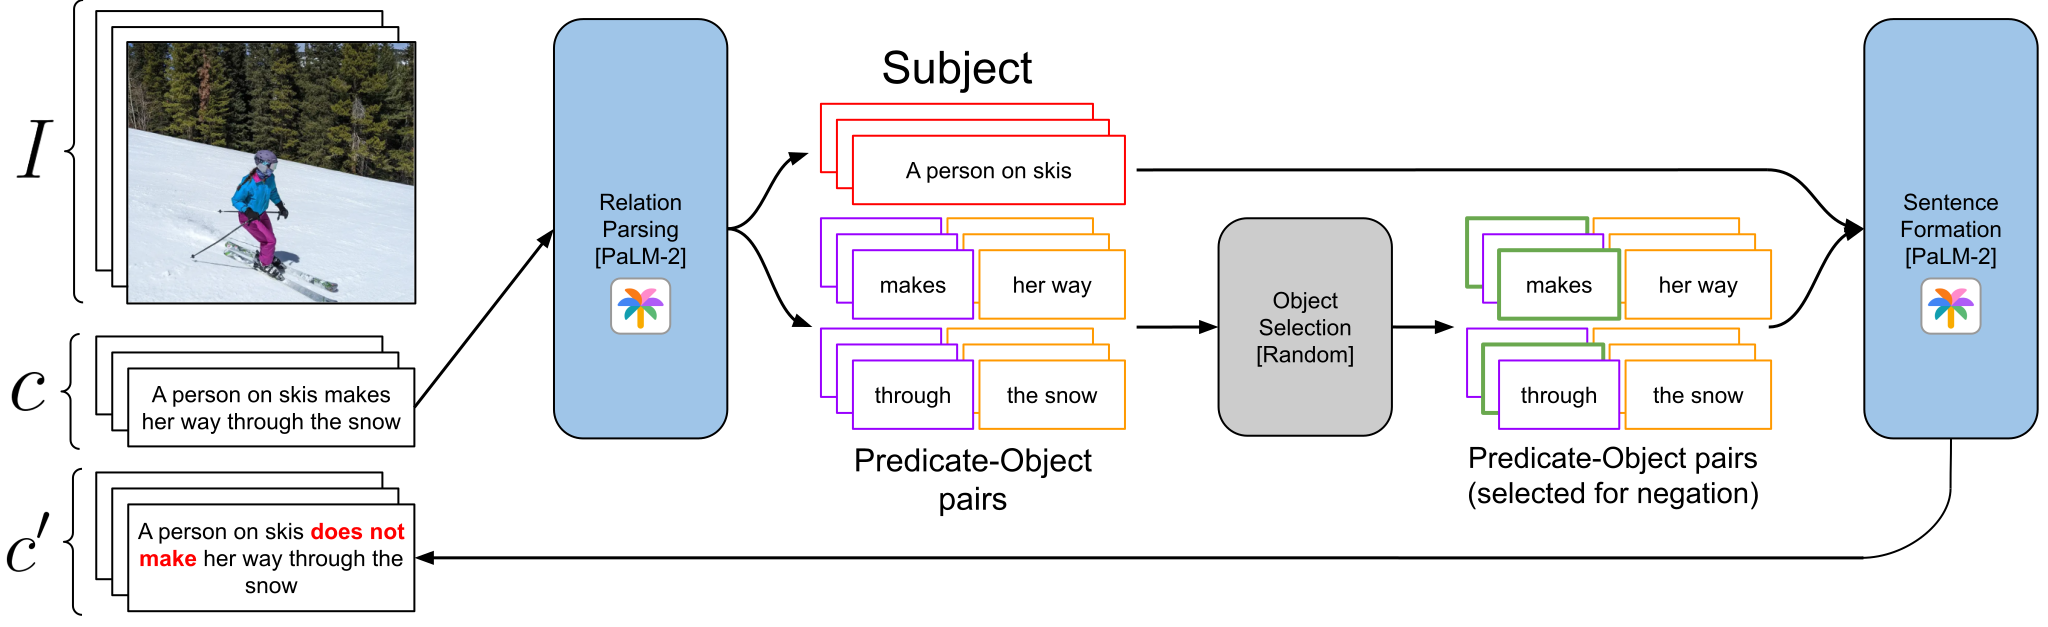 I
c
c′
A person on skis makes
her way through the snow
A person on skis does not
make her way through the
snow
Relation
Parsing
[PaLM-2]
Subject
A person on skis
makes
her way
through
the snow
Predicate-Object
pairs
Object
Selection
[Random]
makes
her way
through
the snow
Predicate-Object pairs
(selected for negation)
Sentence
Formation
[PaLM-2]